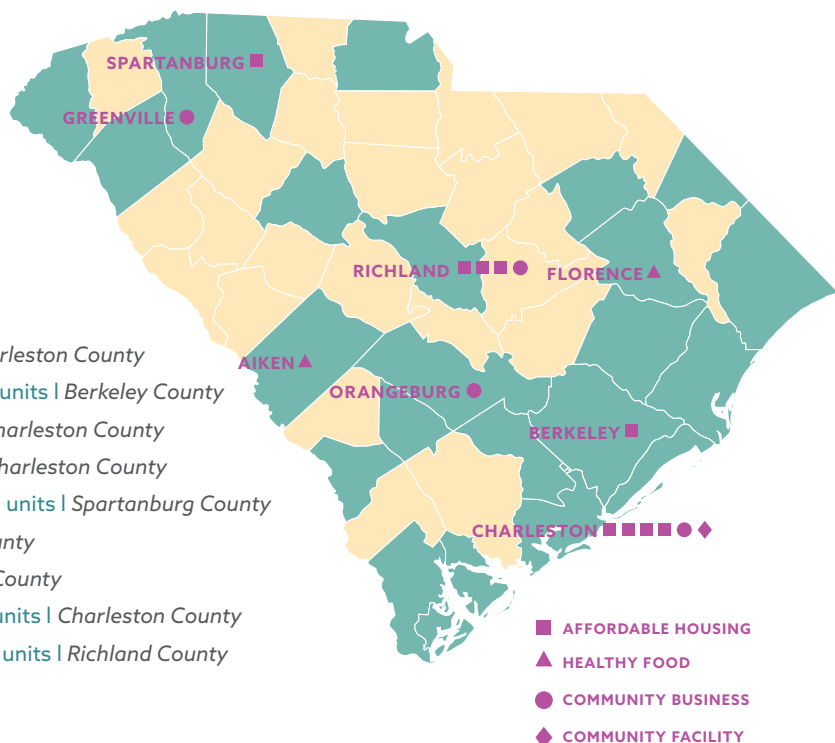 SPARTANBURG
GREENVILLE
RICHLAND
FLORENCE
AIKEN
ORANGEBURG
BERKELEY
CHARLESTON
rleston County
units | Berkeley County
harleston County
harleston County
units | Spartanburg County
unty
County
units | Charleston County
units | Richland County
AFFORDABLE HOUSING
HEALTHY FOOD
COMMUNITY BUSINESS
COMMUNITY FACILITY